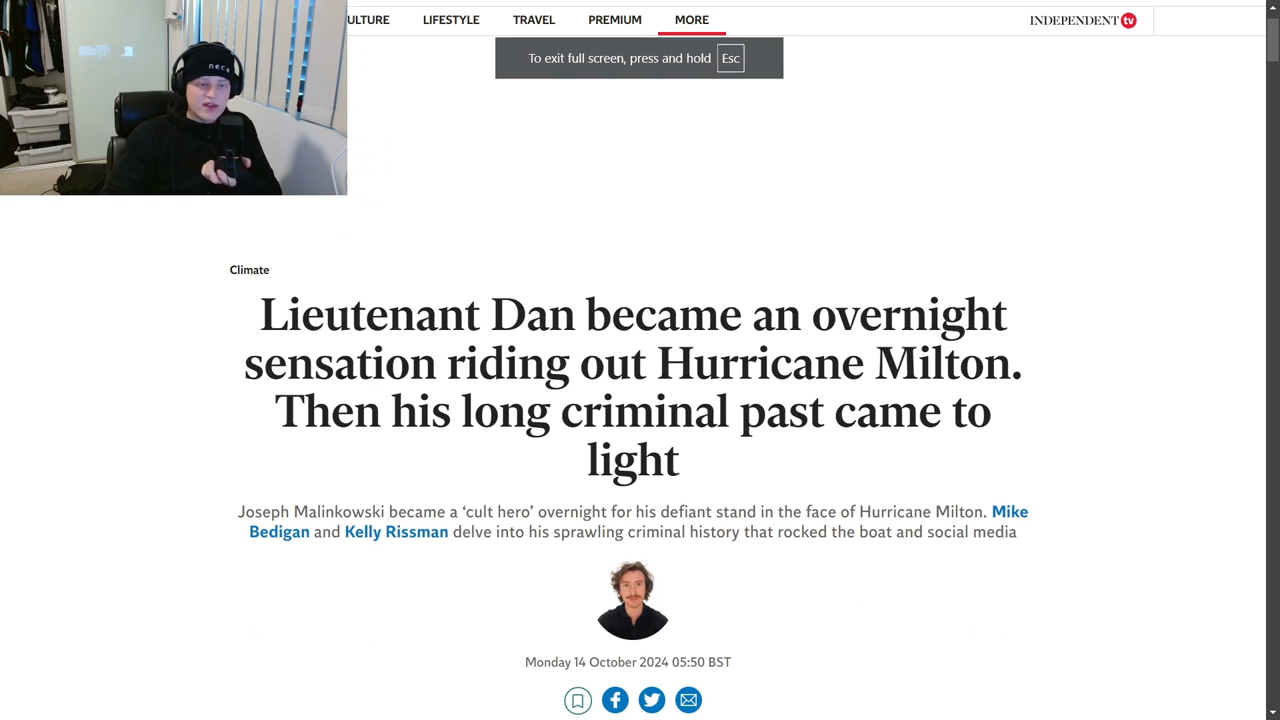 ULTURE
LIFESTYLE
TRAVEL
PREMIUM
MORE
INDEPENDENT tv
To exit full screen, press and hold Esc
neca
Climate
Lieutenant Dan became an overnight
sensation riding out Hurricane Milton.
Then his long criminal past came to
light
Joseph Malinkowski became a ‘cult hero’ overnight for his defiant stand in the face of Hurricane Milton. Mike
Bedigan and Kelly Rissman delve into his sprawling criminal history that rocked the boat and social media
Monday 14 October 2024 05:50 BST